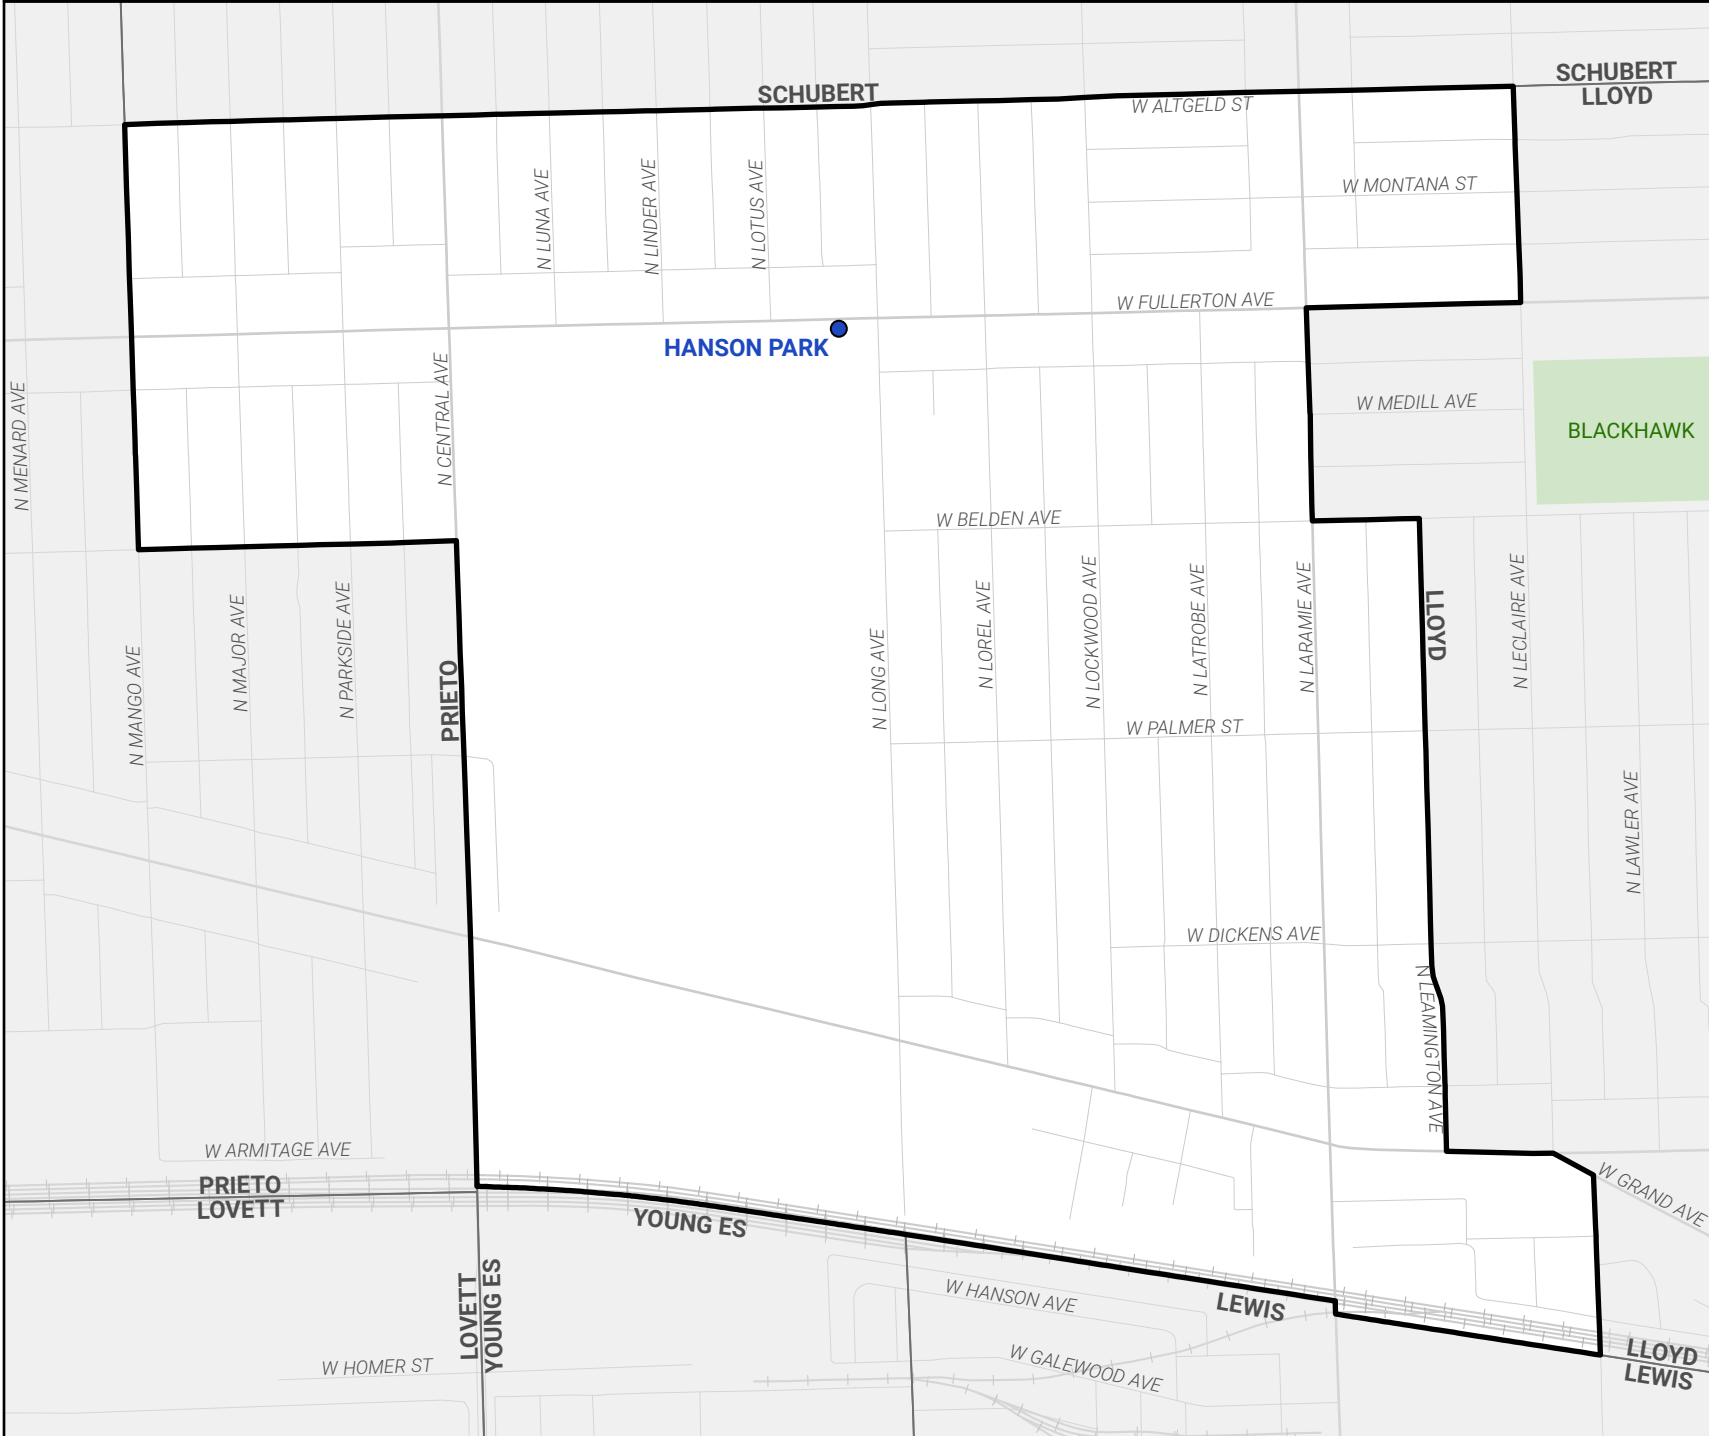 SCHUBERT
SCHUBERT
LLOYD
W ALTGELD ST
W MONTANA ST
N LUNA AVE
N LINDER AVE
N LOTUS AVE
W FULLERTON AVE
HANSON PARK
N MENARD AVE
N CENTRAL AVE
W MEDILL AVE
BLACKHAWK
W BELDEN AVE
N MANGO AVE
N MAJOR AVE
N PARKSIDE AVE
PRIETO
N LONG AVE
N LOREL AVE
N LOCKWOOD AVE
N LATROBE AVE
N LARAMIE AVE
LLOYD
N LECLAIRE AVE
W PALMER ST
N LAWLER AVE
W DICKENS AVE
N LEAMINGTON AVE
W ARMITAGE AVE
PRIETO
LOVETT
YOUNG ES
W GRAND AVE
LOVETT
YOUNG ES
W HANSON AVE
LEWIS
W GALEWOOD AVE
W HOMER ST
LLOYD
LEWIS